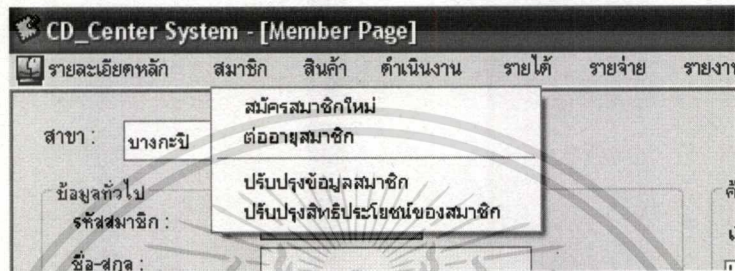 CD_Center System - [Member Page]
รายละเอียดหลัก สมาชิก สินค้า ดำเนินงาน รายได้ รายจ่าย รายงาน
สมัครสมาชิกใหม่
สาขา : บางกะปิ ต่ออายุสมาชิก
ปรับปรุงข้อมูลสมาชิก
ข้อมูลทั่วไป
ปรับปรุงสิทธิประโยชน์ของสมาชิก
รหัสสมาชิก :
ชื่อ-สกุล :